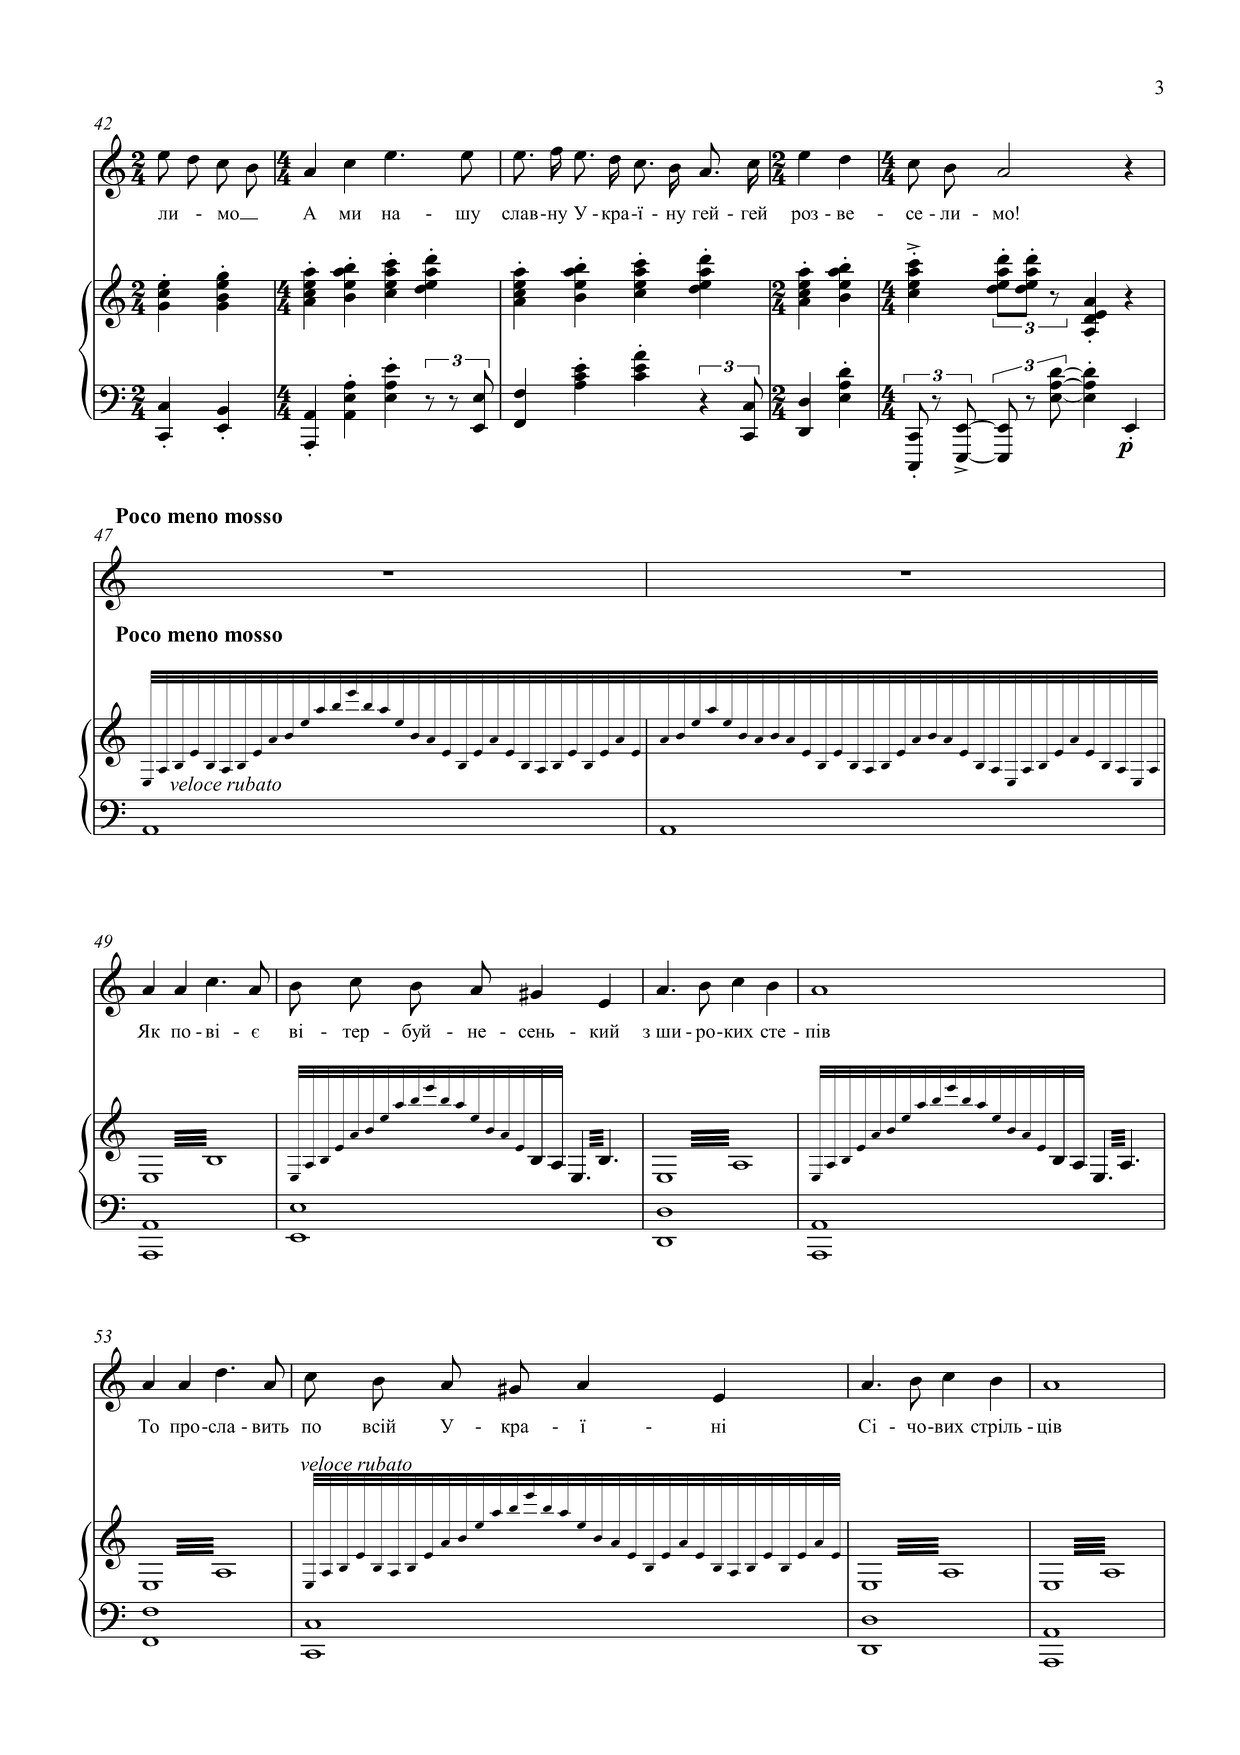 3
42
ли - мо
А ми на - шу
слав-ну У-кра-ї-ну гей-гей
роз-ве - се-ли-мо!
3
3
3
3
3
3
p
Poco meno mosso
47
Poco meno mosso
veloce rubato
49
Як по-ві - є ві - тер - буй - не - сень - кий з ши-ро-ких сте - пів
53
То про-сла-вить по всій У - кра - ї - ні Сі - чо-вих стріль - ців
veloce rubato